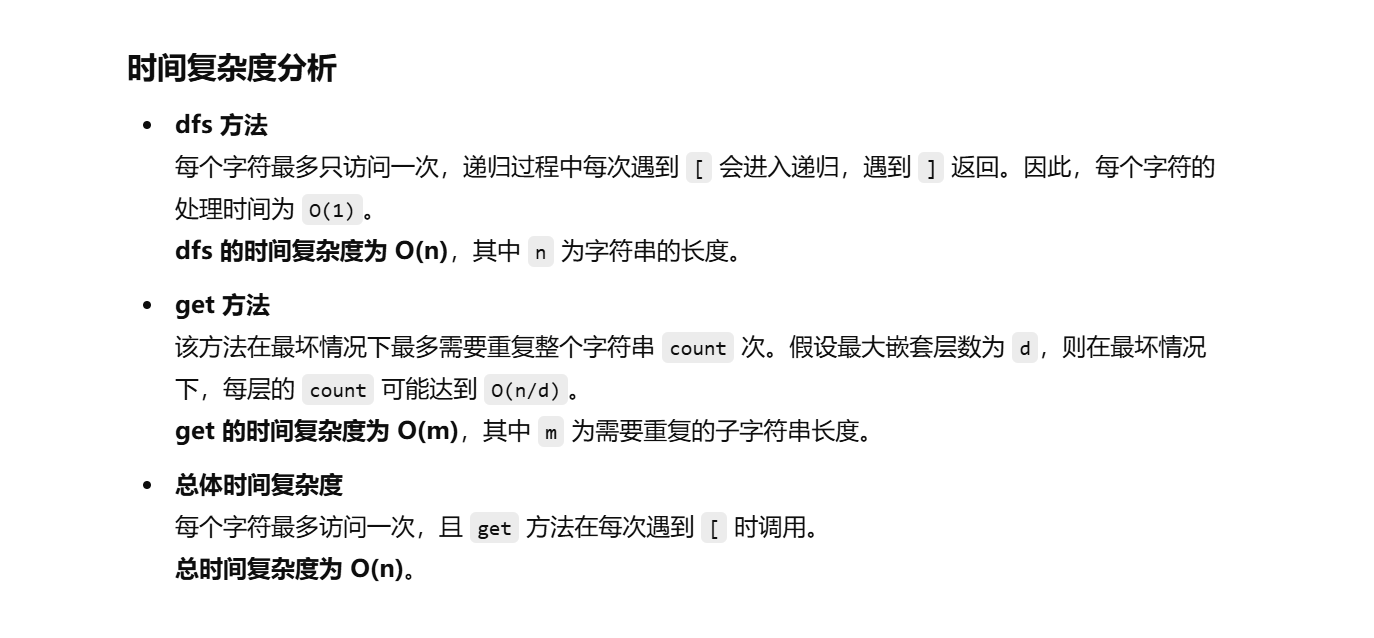 时间复杂度分析
• dfs 方法
每个字符最多只访问一次，递归过程中每次遇到 [ 会进入递归，遇到 ] 返回。因此，每个字符的
处理时间为 O(1)。
dfs 的时间复杂度为 O(n)，其中 n 为字符串的长度。
• get 方法
该方法在最坏情况下最多需要重复整个字符串 count 次。假设最大嵌套层数为 d，则在最坏情况
下，每层的 count 可能达到 O(n/d)。
get 的时间复杂度为 O(m)，其中 m 为需要重复的子字符串长度。
• 总体时间复杂度
每个字符最多访问一次，且 get 方法在每次遇到 [ 时调用。
总时间复杂度为 O(n)。